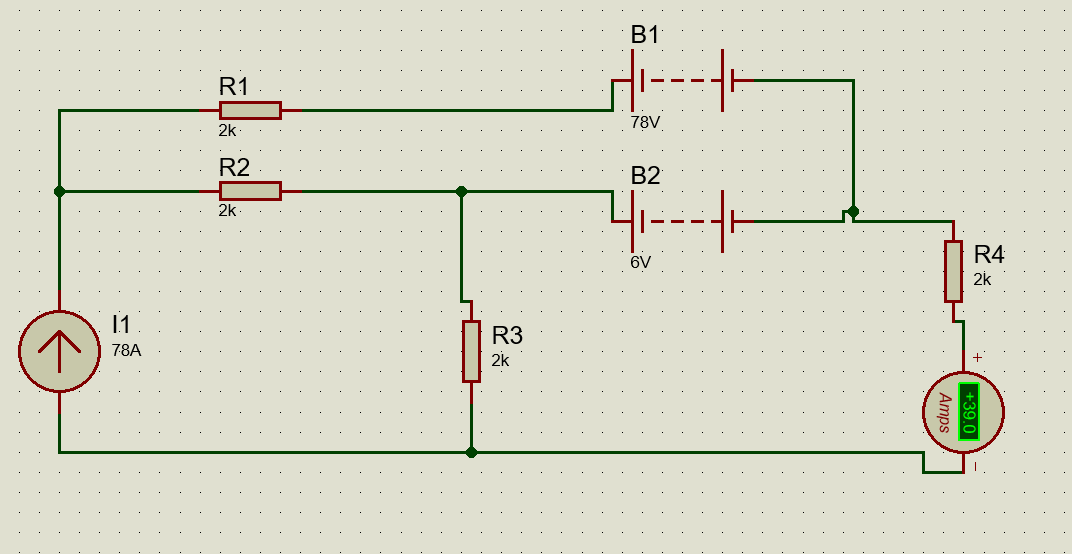 B1
R1
2k
78V
R2
2k
B2
6V
R4
2k
I1
78A
R3
2k
+
+39.0
Amps
-